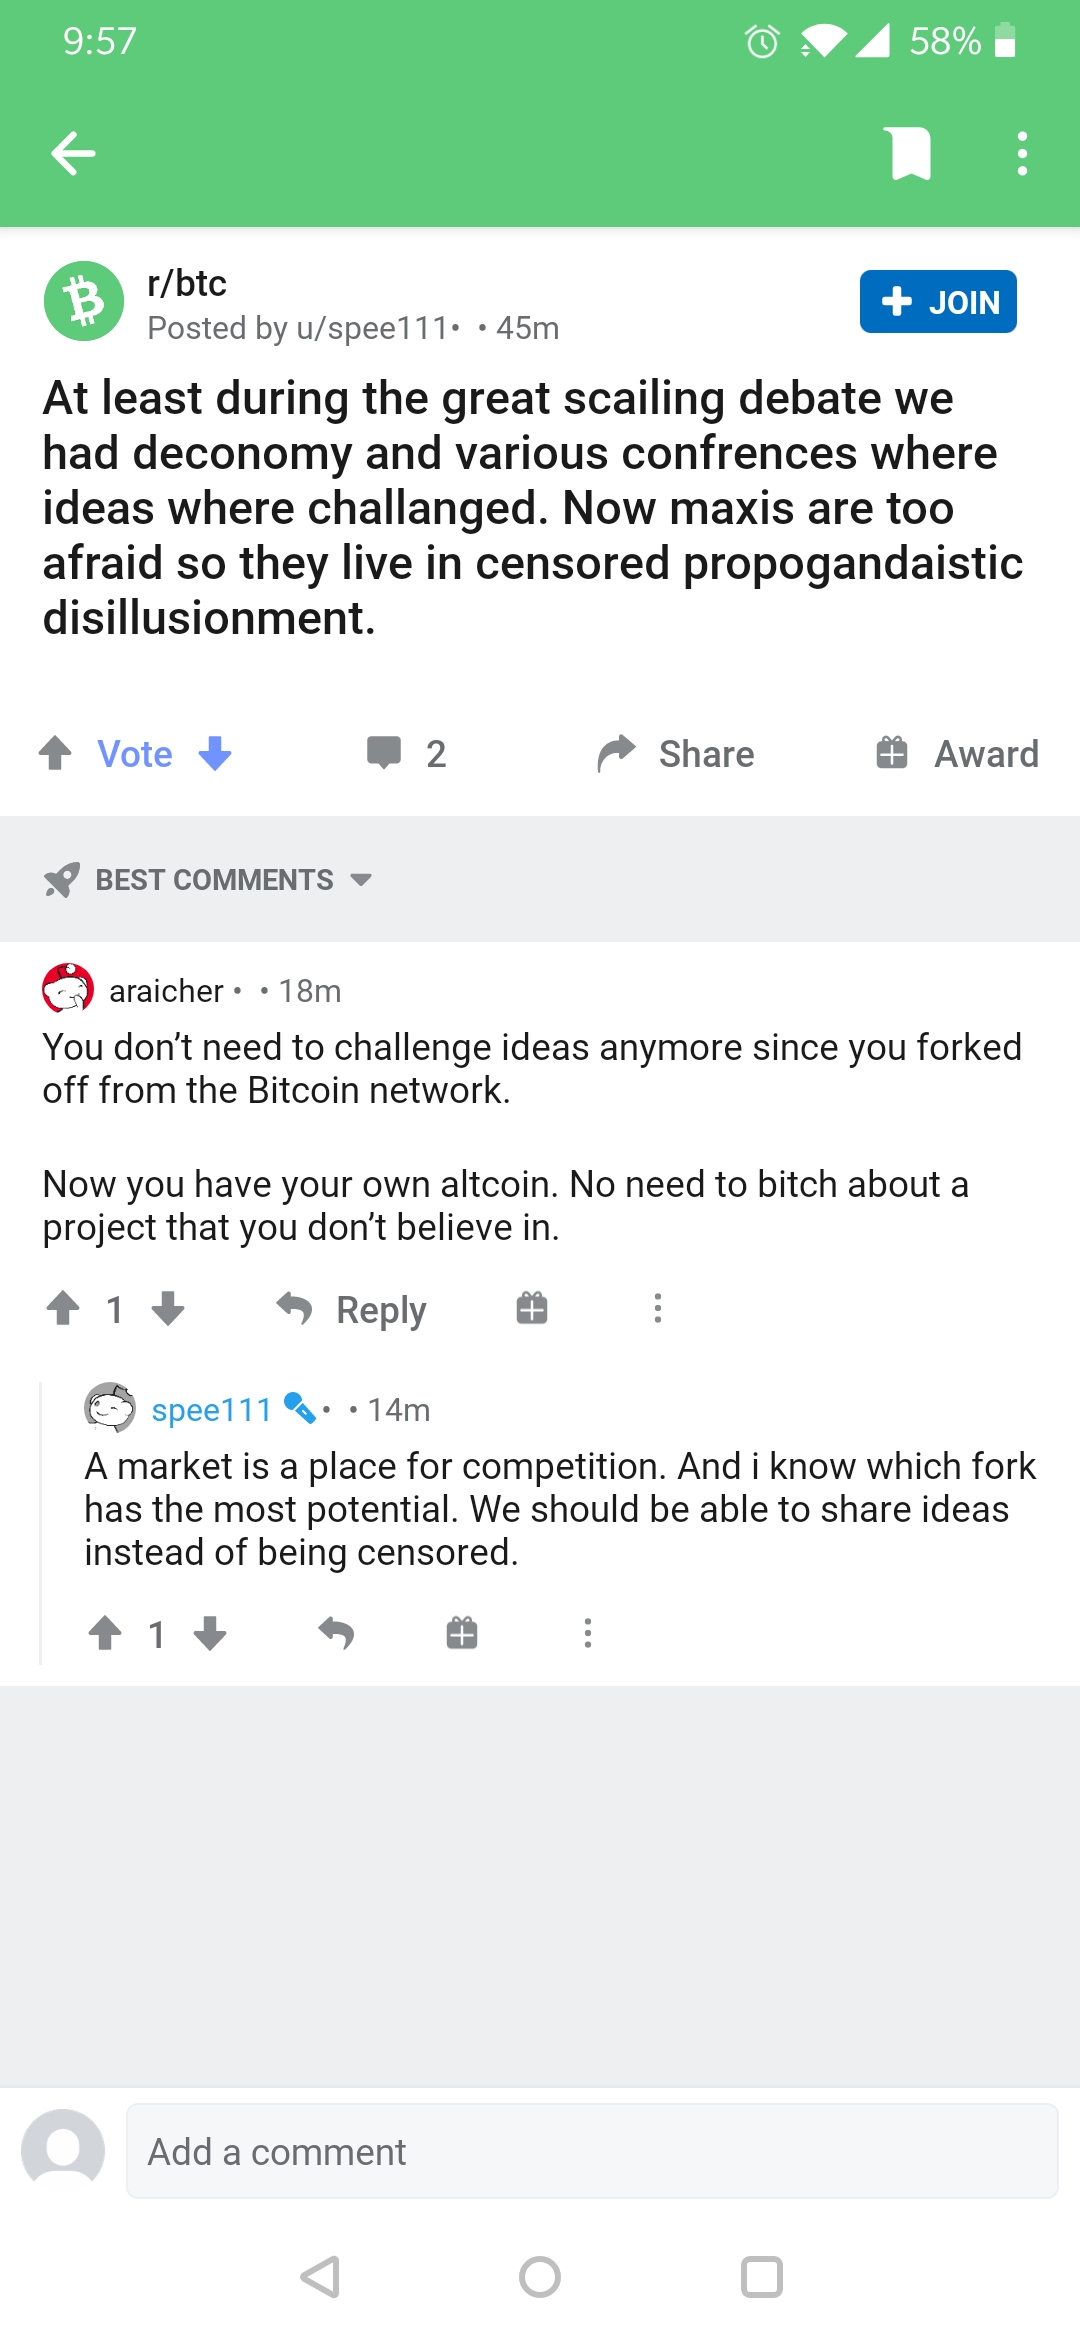 9:57
58%
r/btc
Posted by u/spee111• • 45m
JOIN
At least during the great scailing debate we
had deconomy and various confrences where
ideas where challanged. Now maxis are too
afraid so they live in censored propogandaistic
disillusionment.
Vote
2
Share
Award
BEST COMMENTS
araicher • • 18m
You don’t need to challenge ideas anymore since you forked
off from the Bitcoin network.
Now you have your own altcoin. No need to bitch about a
project that you don’t believe in.
1
Reply
spee111 • • 14m
A market is a place for competition. And i know which fork
has the most potential. We should be able to share ideas
instead of being censored.
1
Add a comment